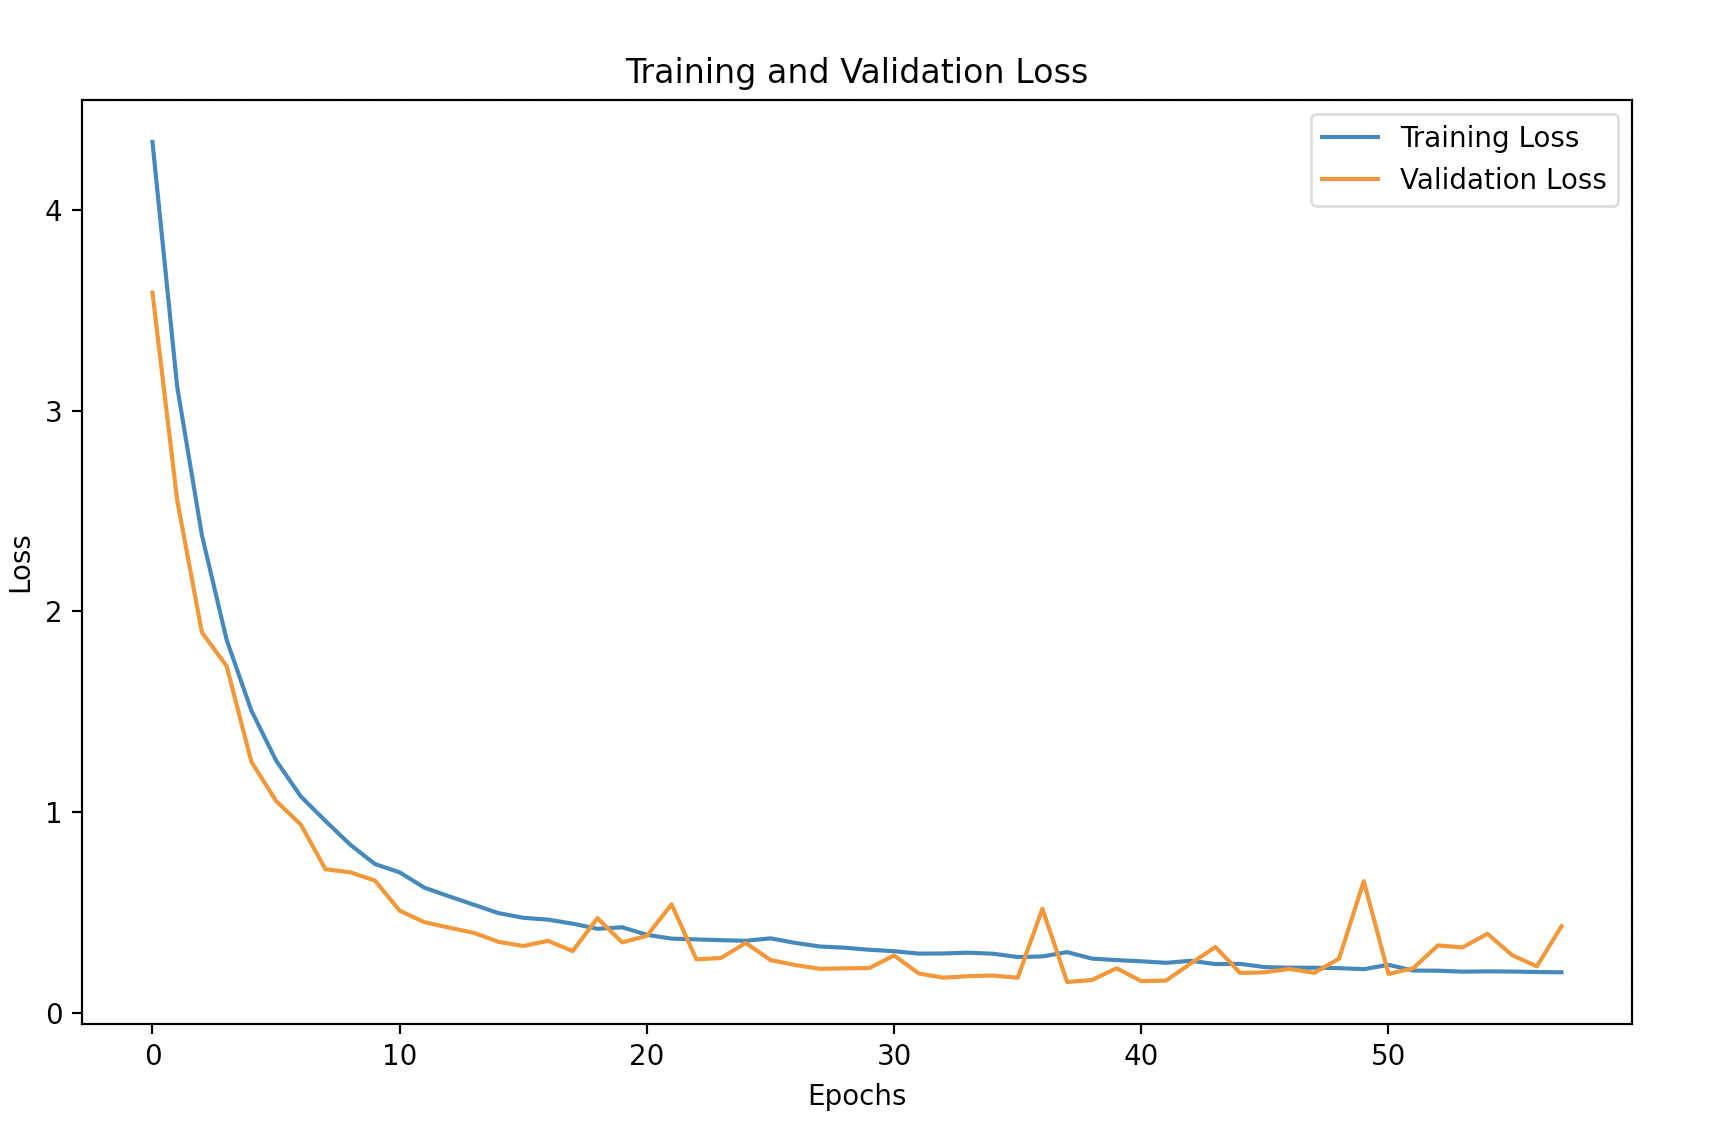 Training and Validation Loss
Training Loss
Validation Loss
4
3
2
1
0
Loss
0 10 20 30 40 50
Epochs